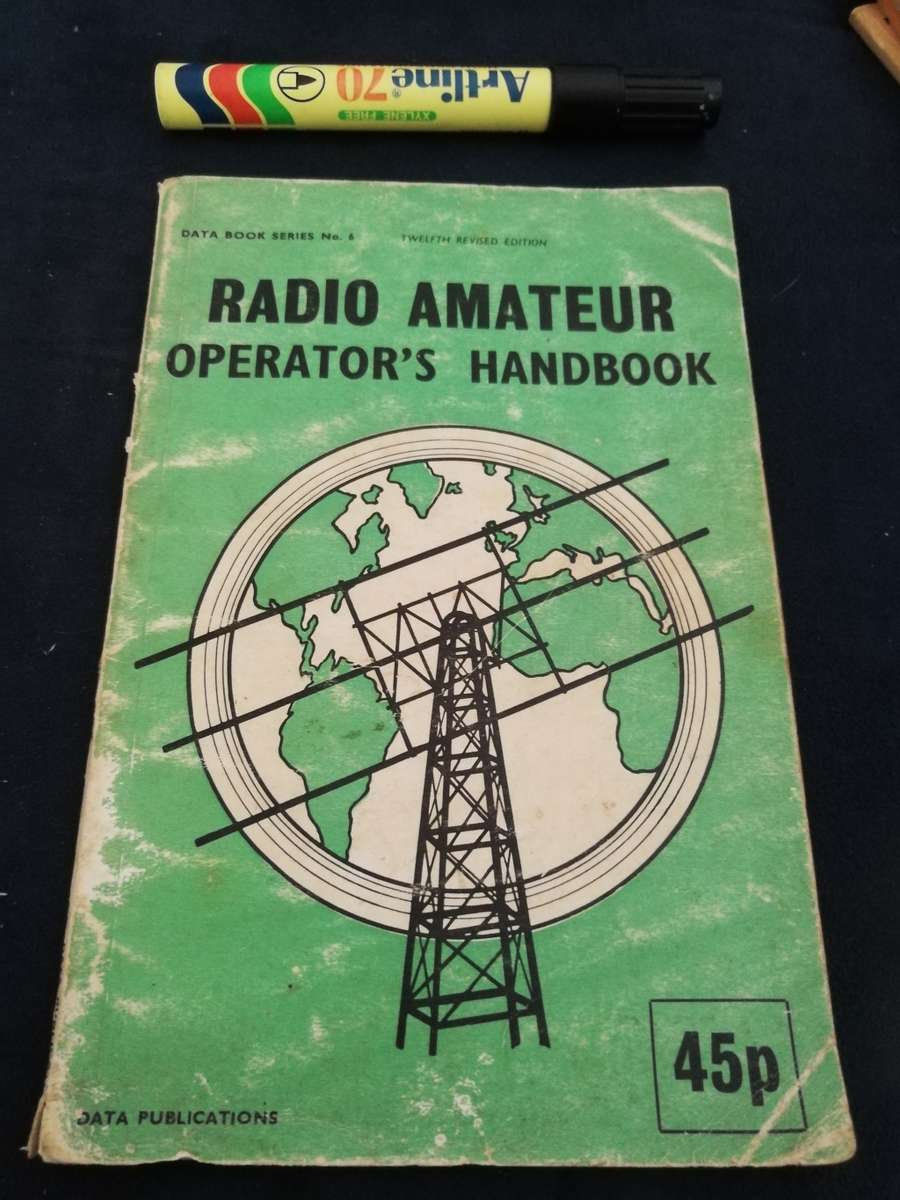 Artline® 70
XYLENE FREE
DATA BOOK SERIES No. 6 TWELFTH REVISED EDITION
RADIO AMATEUR
OPERATOR'S HANDBOOK
45p
DATA PUBLICATIONS